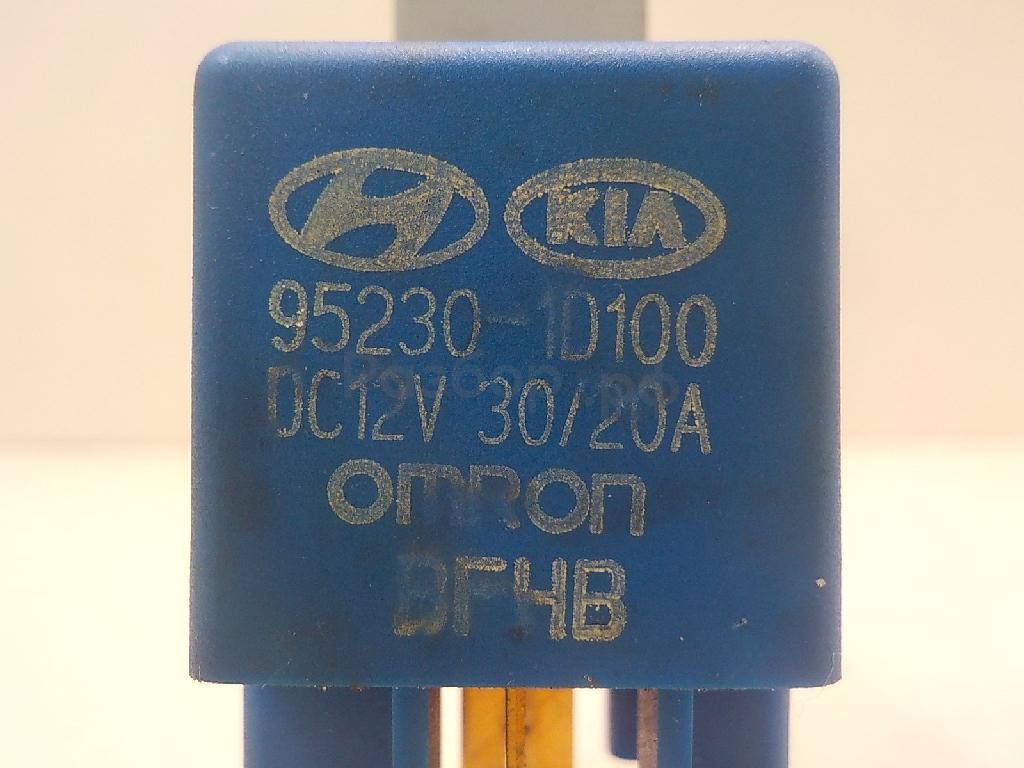 KIA
95230-1D100
DC12V 30/20A
omron